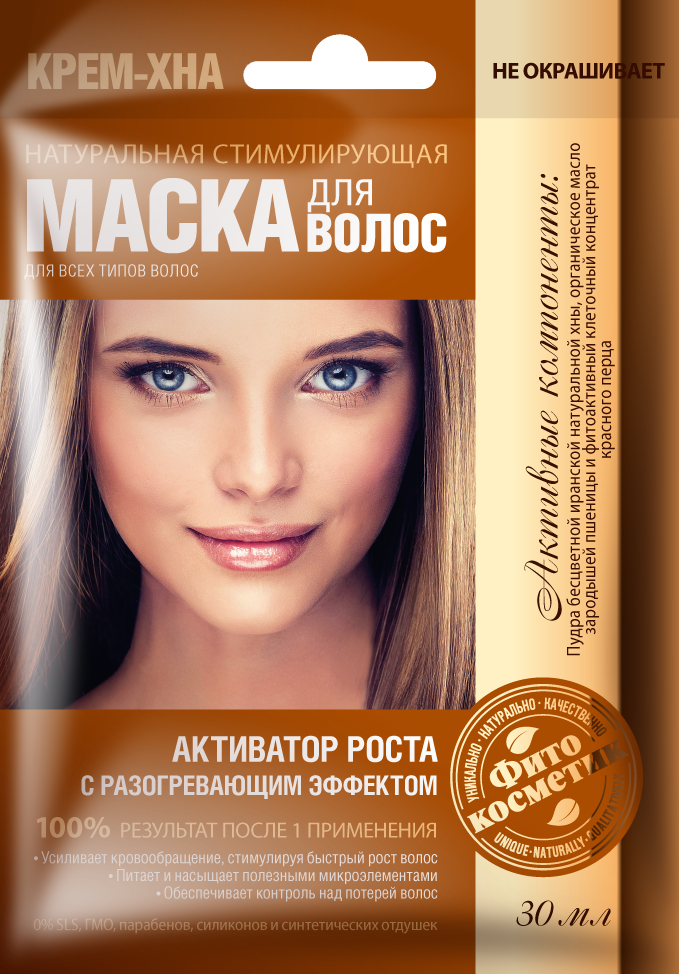 КРЕМ-ХНА
НЕ ОКРАШИВАЕТ
НАТУРАЛЬНАЯ СТИМУЛИРУЮЩАЯ
МАСКА ДЛЯ
ВОЛОС
ДЛЯ ВСЕХ ТИПОВ ВОЛОС
Активные компоненты:
Пудра бесцветной иранской натуральной хны, органическое масло
зародышей пшеницы и фитоактивный клеточный концентрат
красного перца
АКТИВАТОР РОСТА
С РАЗОГРЕВАЮЩИМ ЭФФЕКТОМ
100% РЕЗУЛЬТАТ ПОСЛЕ 1 ПРИМЕНЕНИЯ
• Усиливает кровообращение, стимулируя быстрый рост волос
• Питает и насыщает полезными микроэлементами
• Обеспечивает контроль над потерей волос
0% SLS, ГМО, парабенов, силиконов и синтетических отдушек
УНИКАЛЬНО · НАТУРАЛЬНО · КАЧЕСТВЕННО
Фито
косметик
UNIQUE · NATURALLY · QUALITATIVELY
30 мл